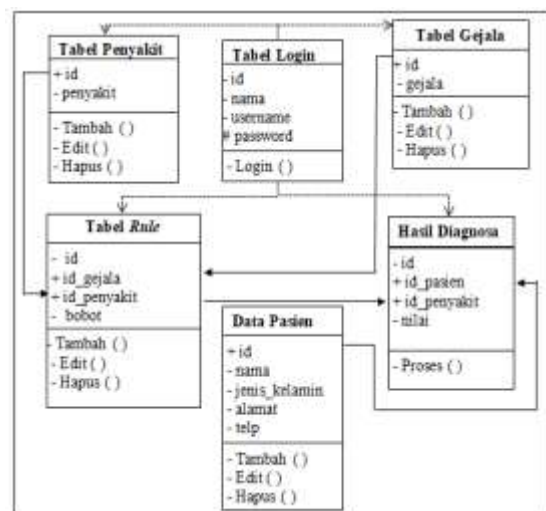 Tabel Penyakit
+ id
- penyakit
- Tambah ( )
- Edit ( )
- Hapus ( )
Tabel Login
- id
- nama
- username
# password
- Login ( )
Tabel Gejala
+ id
- gejala
- Tambah ( )
- Edit ( )
- Hapus ( )
Tabel Rule
- id
+ id_gejala
+ id_penyakit
- bobot
- Tambah ( )
- Edit ( )
- Hapus ( )
Hasil Diagnosa
- id
+ id_pasien
+ id_penyakit
- nilai
- Proses ( )
Data Pasien
+ id
- nama
- jenis_kelamin
- alamat
- telp
- Tambah ( )
- Edit ( )
- Hapus ( )